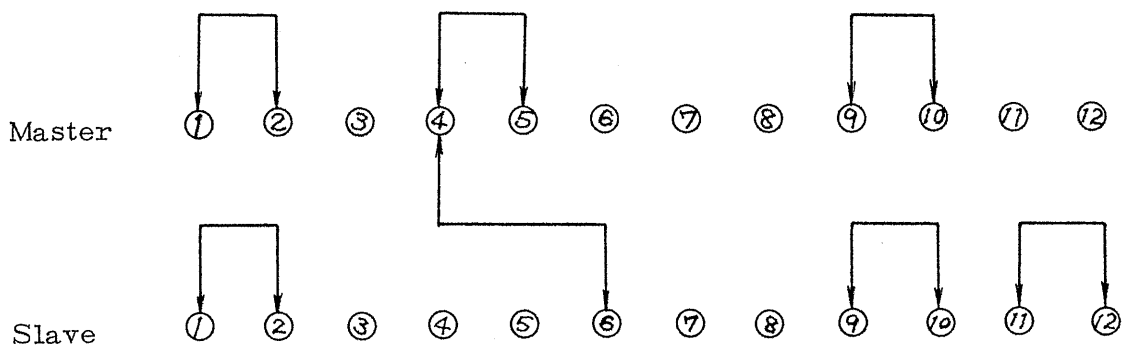 Master ① ② ③ ④ ⑤ ⑥ ⑦ ⑧ ⑨ ⑩ ⑪ ⑫
Slave ① ② ③ ④ ⑤ ⑥ ⑦ ⑧ ⑨ ⑩ ⑪ ⑫